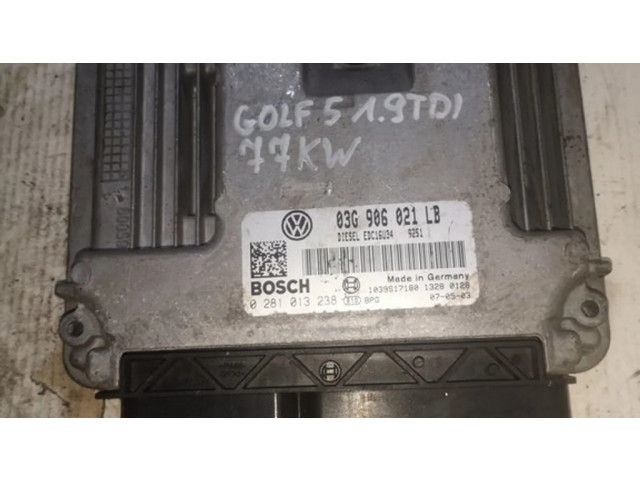 GOLF 5 1.9TDI
77KW
03G 906 021 LB
DIESEL EDC16U34 9251
BOSCH
Made in Germany
1039S17180 1328 0128
0 281 013 238 BPG
07-05-03